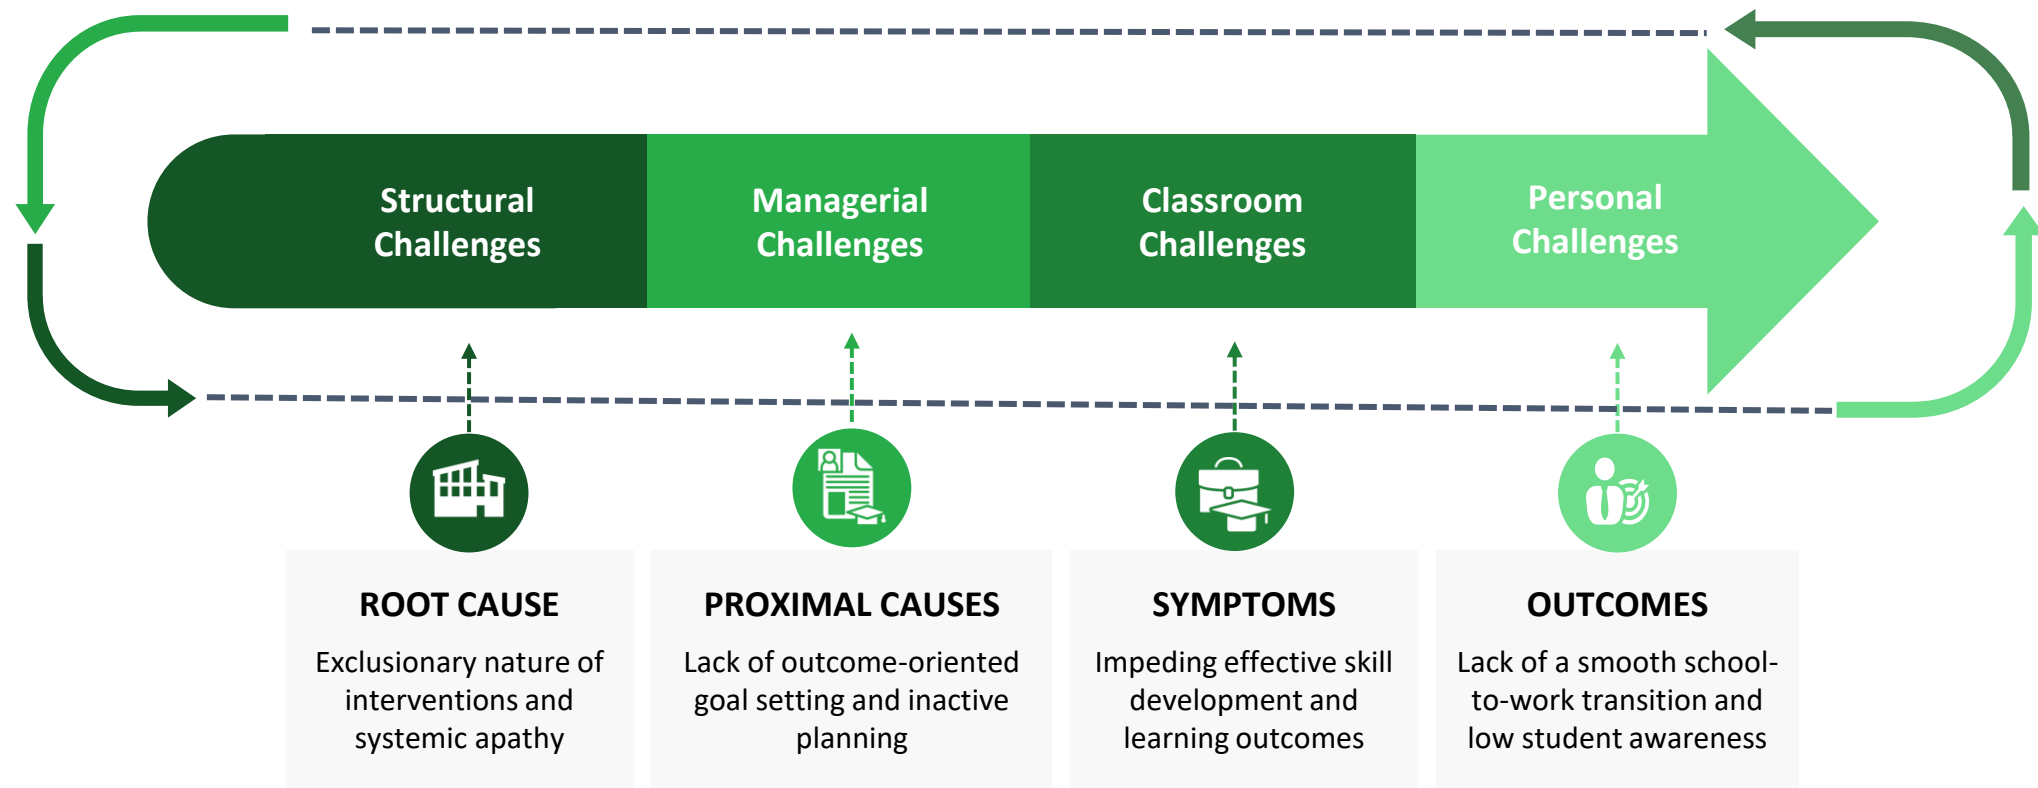 Structural
Challenges
Managerial
Challenges
Classroom
Challenges
Personal
Challenges
ROOT CAUSE
Exclusionary nature of
interventions and
systemic apathy
PROXIMAL CAUSES
Lack of outcome-oriented
goal setting and inactive
planning
SYMPTOMS
Impeding effective skill
development and
learning outcomes
OUTCOMES
Lack of a smooth school-
to-work transition and
low student awareness